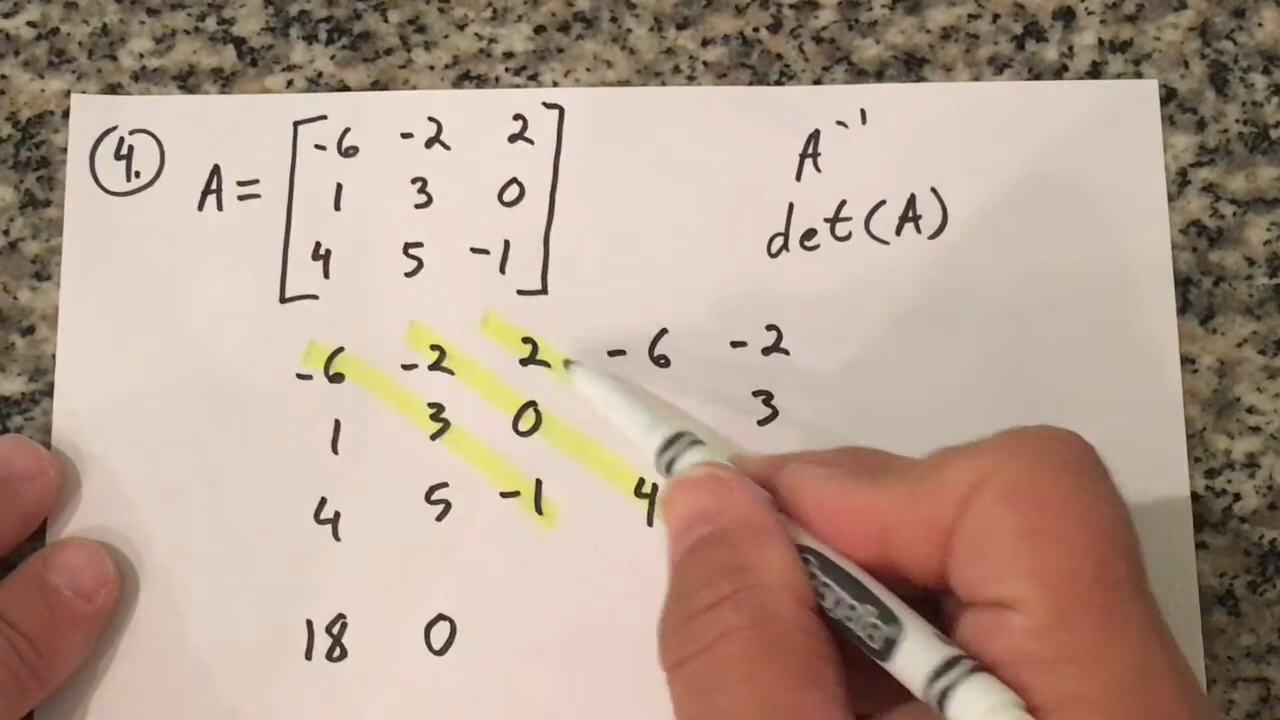 4. A = [ -6 -2 2
1 3 0
4 5 -1 ]
A⁻¹
det(A)
-6 -2 2 -6 -2
1 3 0 3
4 5 -1 4
18 0